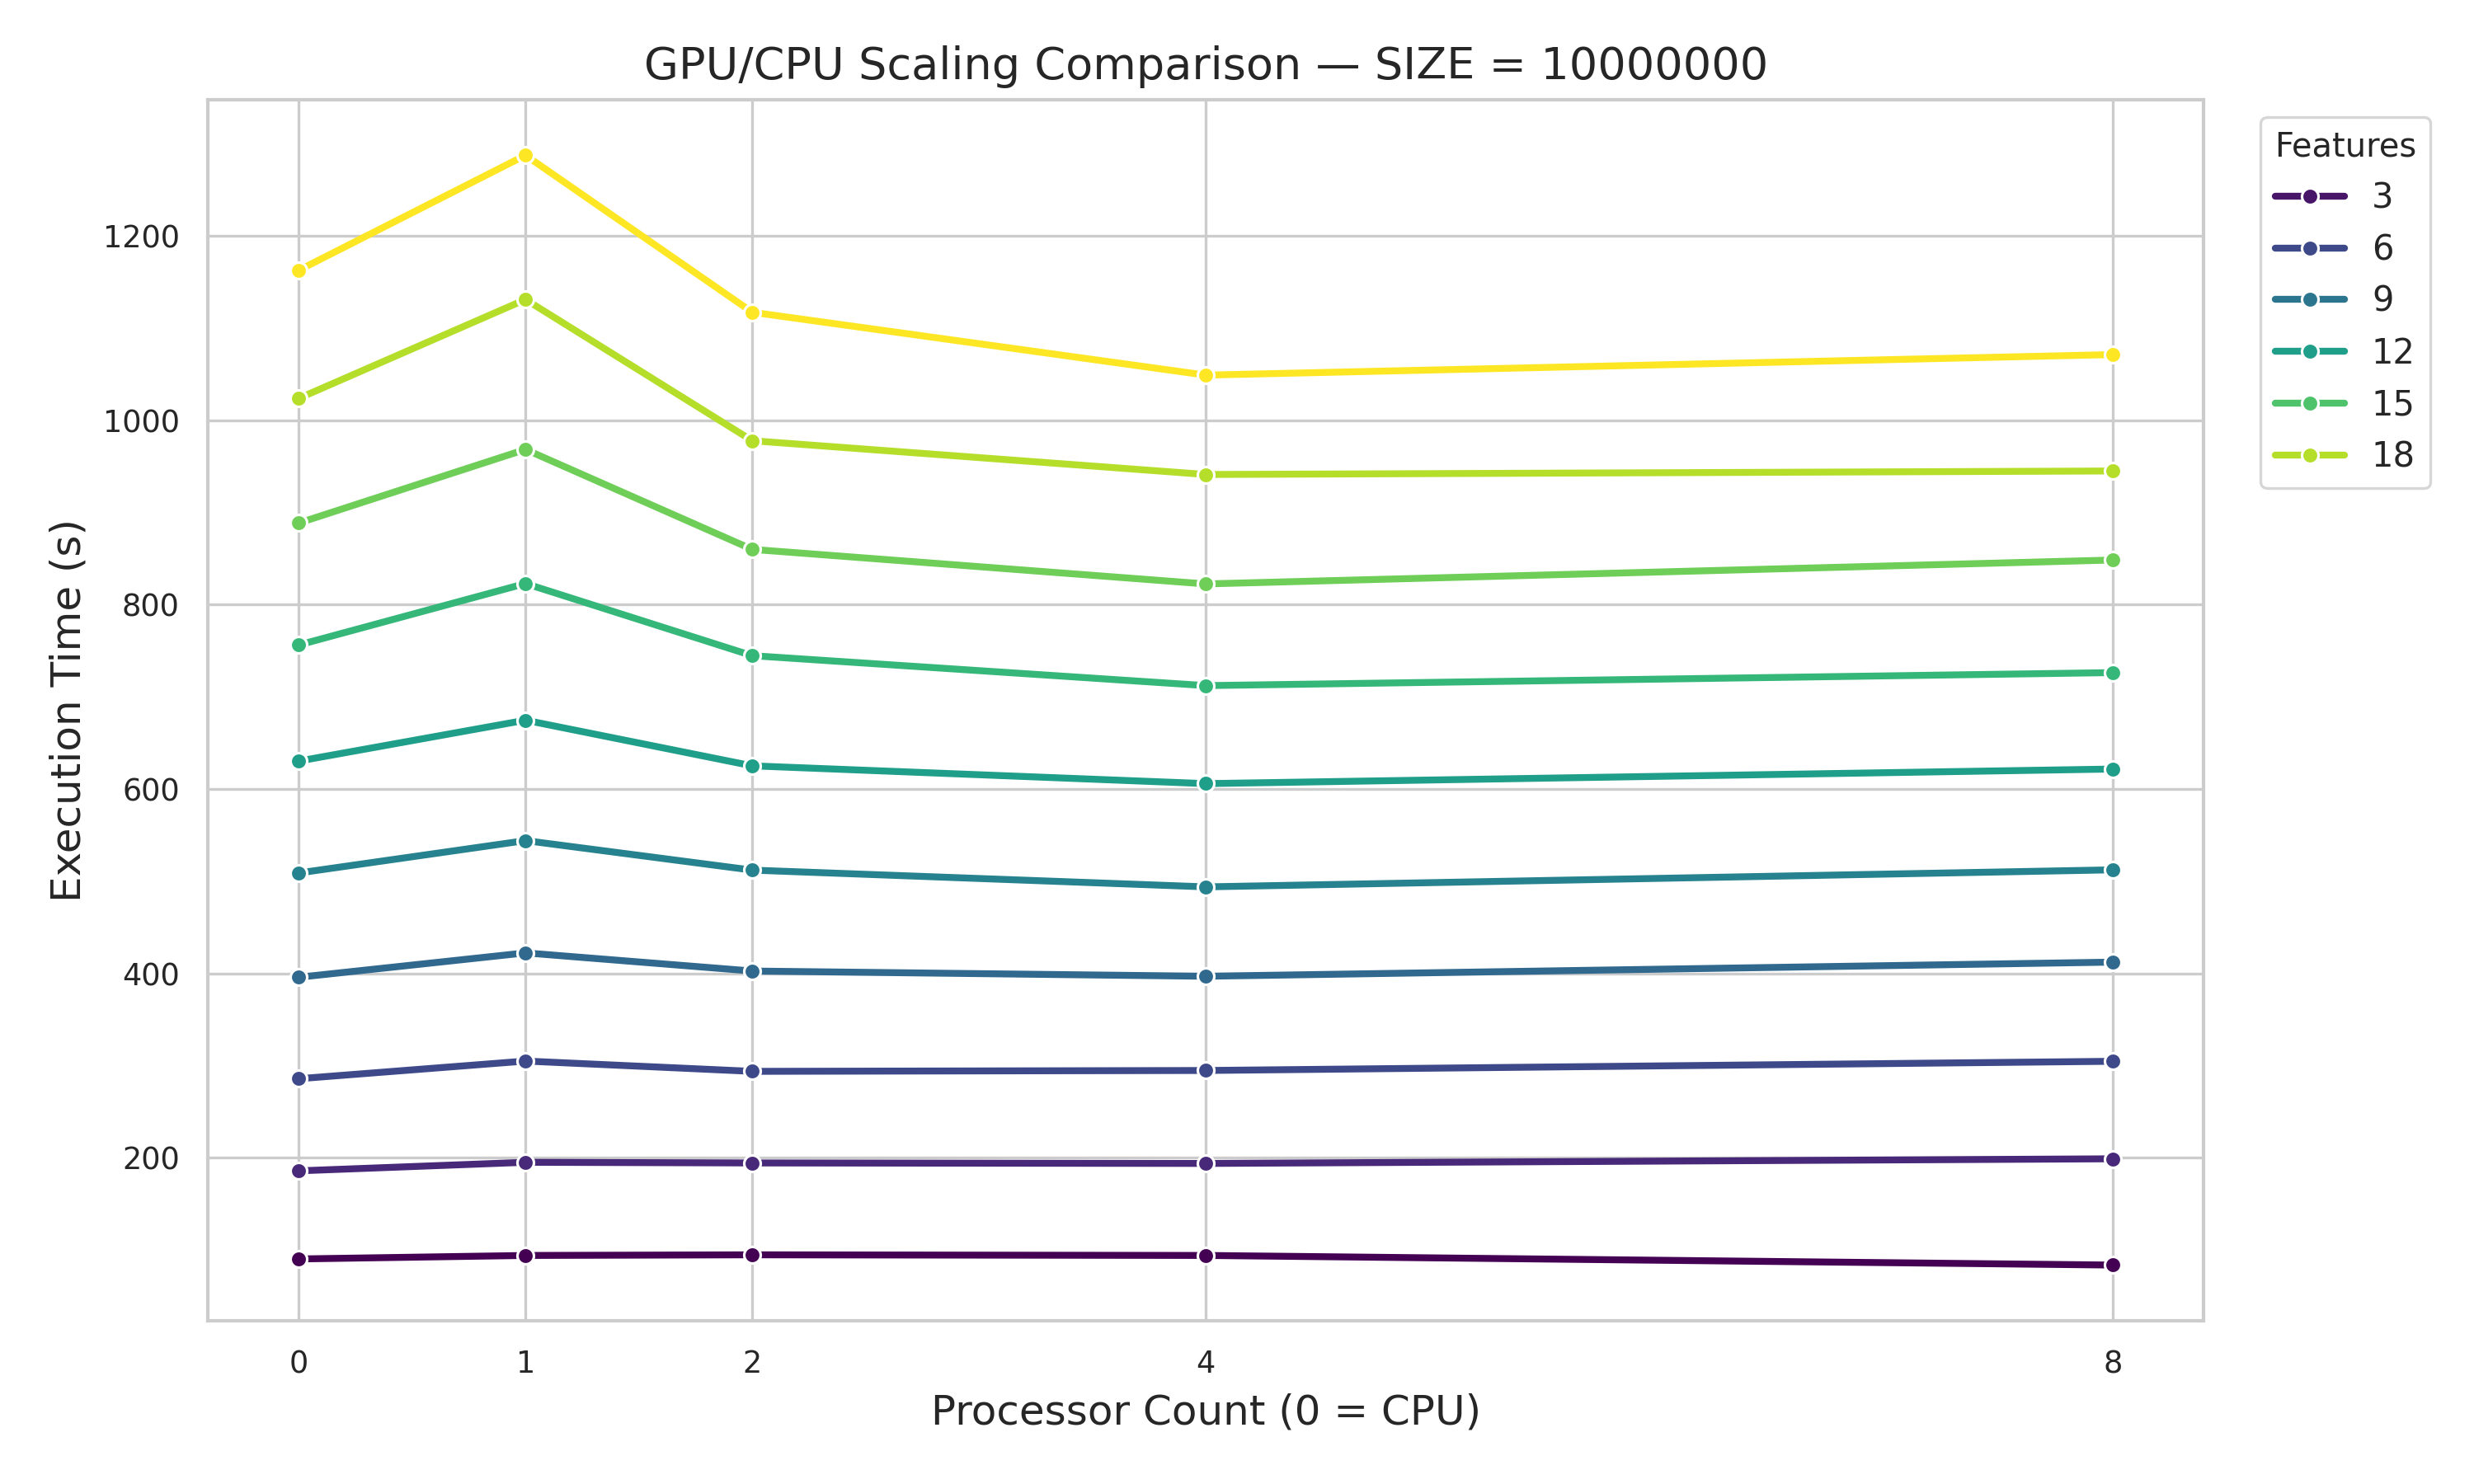 GPU/CPU Scaling Comparison — SIZE = 10000000
Features
3
6
9
12
15
18
Execution Time (s)
1200
1000
800
600
400
200
0 1 2 4 8
Processor Count (0 = CPU)